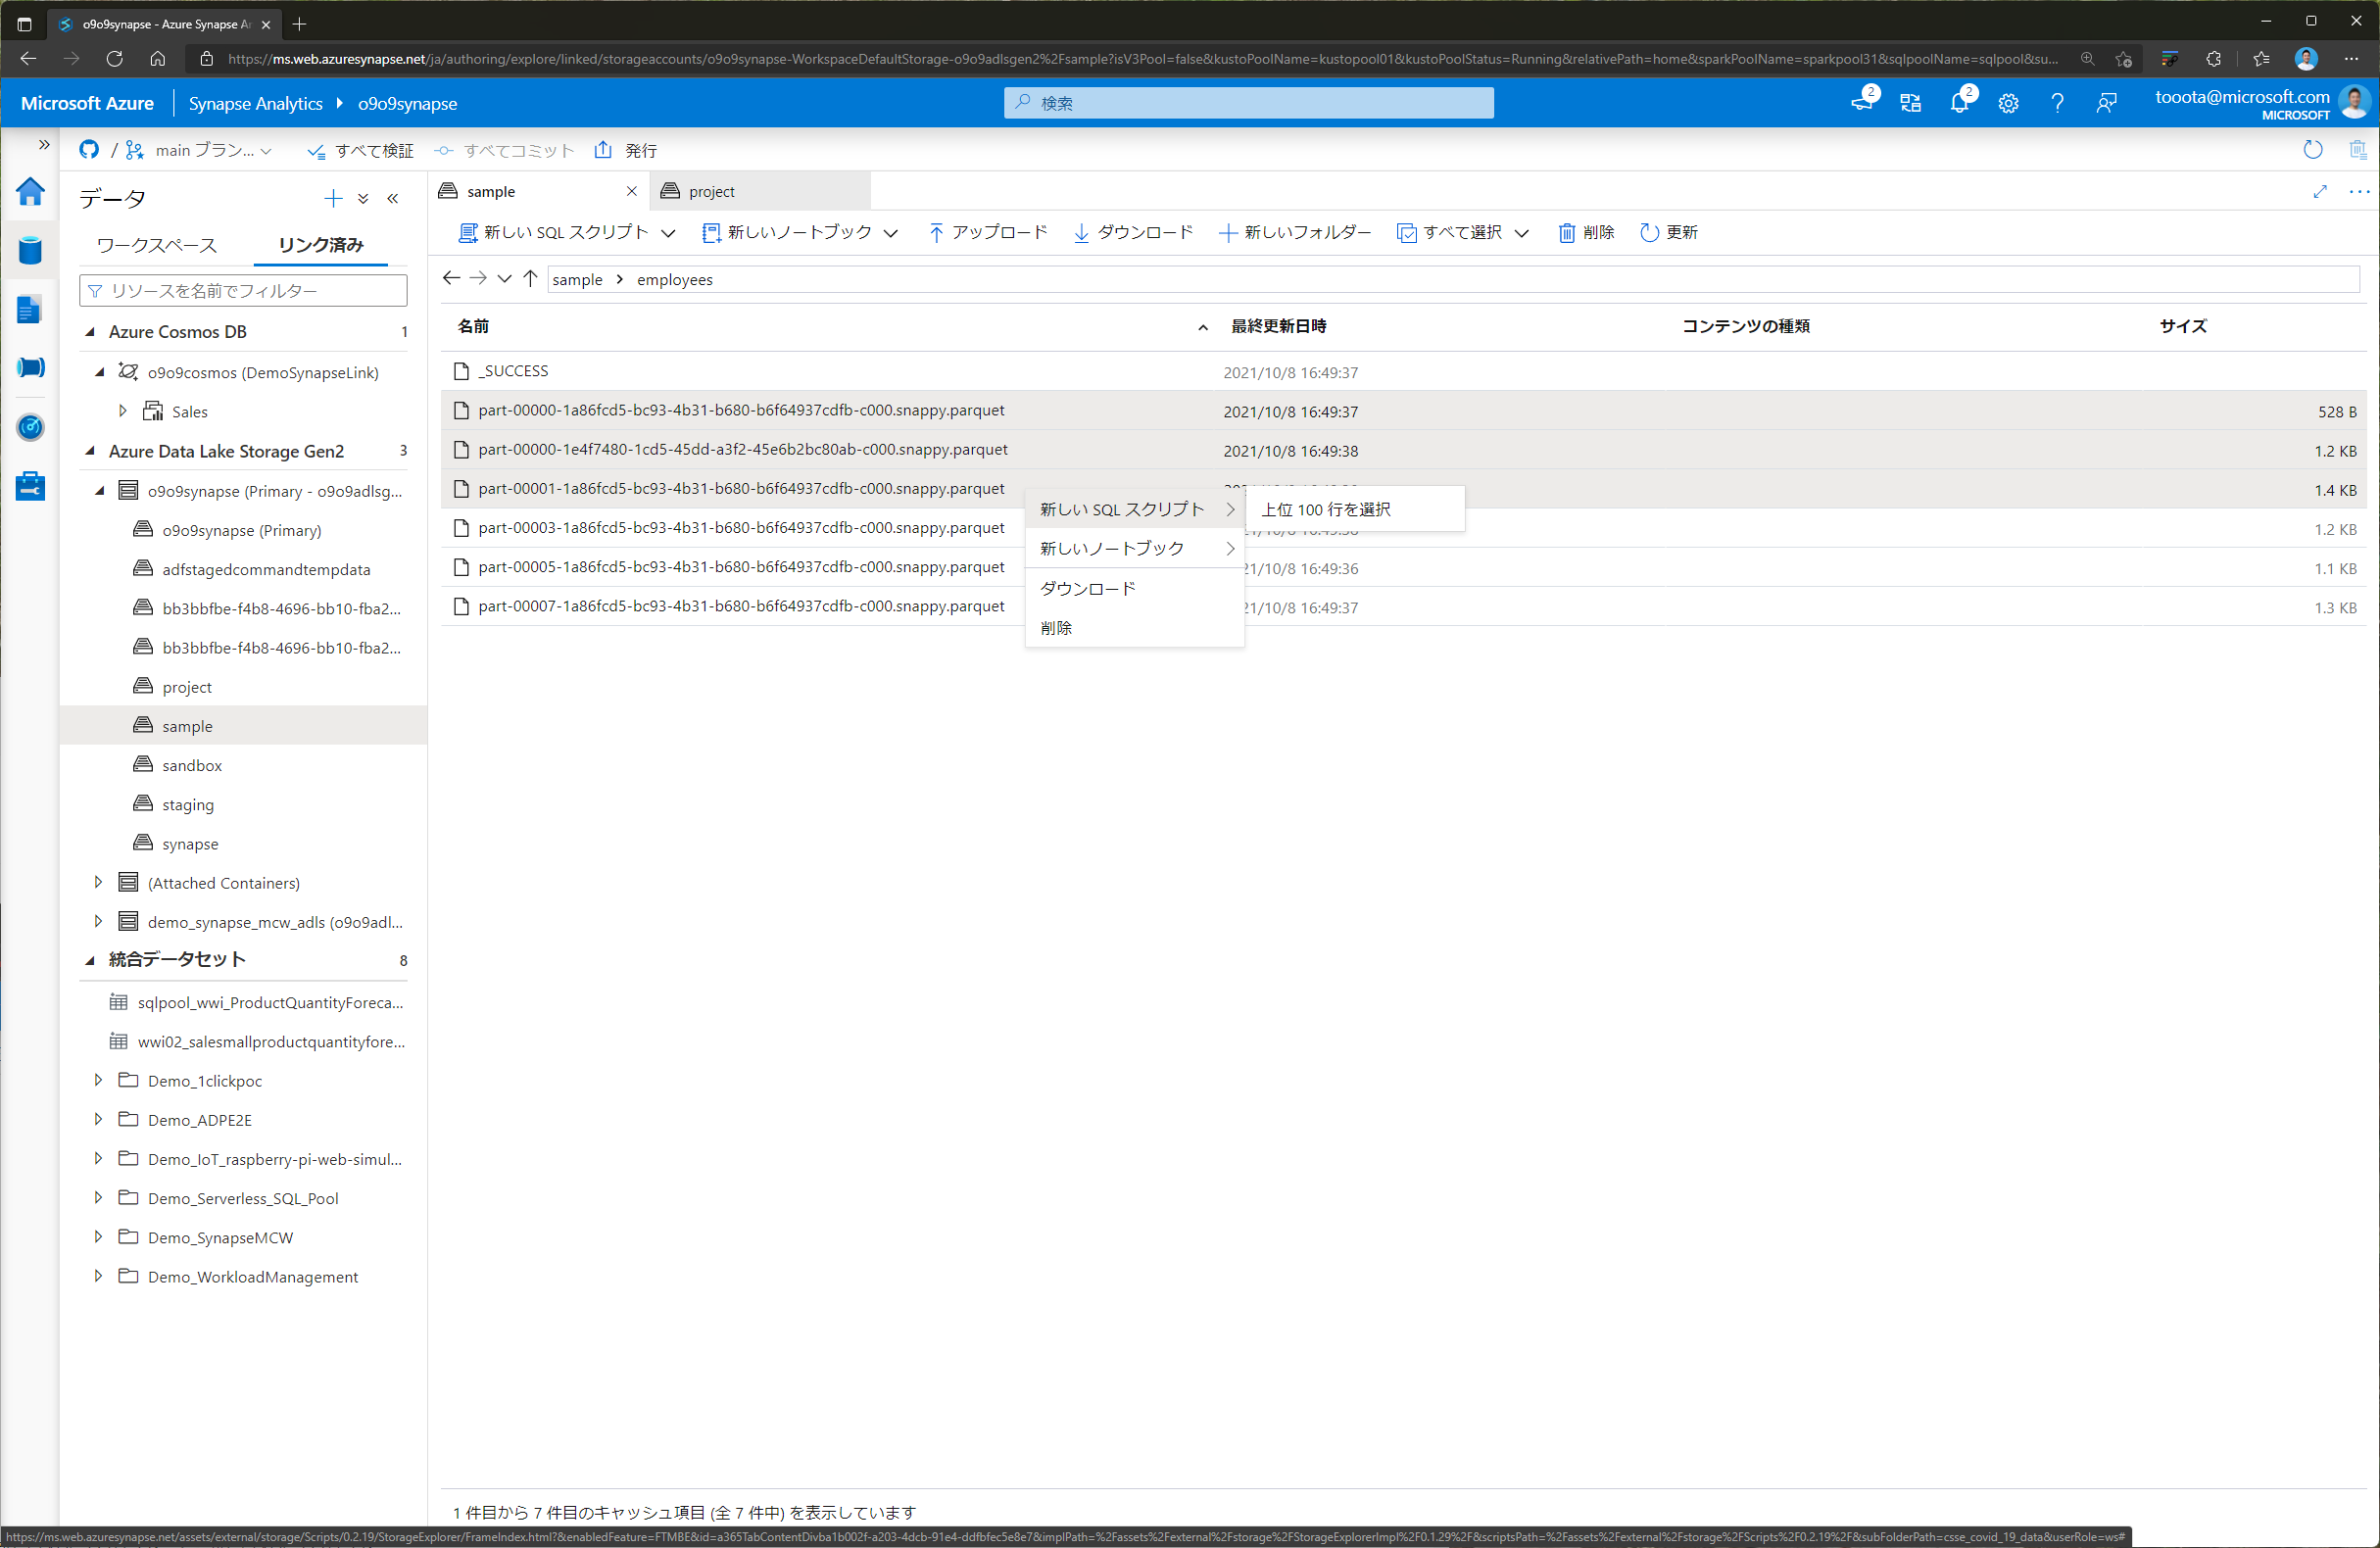 o9o9synapse - Azure Synapse An
https://ms.web.azuresynapse.net/ja/authoring/explore/linked/storageaccounts/o9o9synapse-WorkspaceDefaultStorage-o9o9adlsgen2%2Fsample?isV3Pool=false&kustoPoolName=kustopool01&kustoPoolStatus=Running&relativePath=home&sparkPoolName=sparkpool31&sqlpoolName=sqlpool&su...
Microsoft Azure
Synapse Analytics
o9o9synapse
検索
2
2
tooota@microsoft.com
MICROSOFT
/ main ブラン...
すべて検証
すべてコミット
発行
データ
ワークスペース
リンク済み
リソースを名前でフィルター
Azure Cosmos DB 1
o9o9cosmos (DemoSynapseLink)
Sales
Azure Data Lake Storage Gen2 3
o9o9synapse (Primary - o9o9adlsg...
o9o9synapse (Primary)
adfstagedcommandtempdata
bb3bbfbe-f4b8-4696-bb10-fba2...
bb3bbfbe-f4b8-4696-bb10-fba2...
project
sample
sandbox
staging
synapse
(Attached Containers)
demo_synapse_mcw_adls (o9o9adl...
統合データセット 8
sqlpool_wwi_ProductQuantityForeca...
wwi02_salesmallproductquantityfore...
Demo_1clickpoc
Demo_ADPE2E
Demo_IoT_raspberry-pi-web-simul...
Demo_Serverless_SQL_Pool
Demo_SynapseMCW
Demo_WorkloadManagement
sample
project
新しい SQL スクリプト
新しいノートブック
アップロード
ダウンロード
新しいフォルダー
すべて選択
削除
更新
sample > employees
名前 最終更新日時 コンテンツの種類 サイズ
_SUCCESS 2021/10/8 16:49:37
part-00000-1a86fcd5-bc93-4b31-b680-b6f64937cdfb-c000.snappy.parquet 2021/10/8 16:49:37 528 B
part-00000-1e4f7480-1cd5-45dd-a3f2-45e6b2bc80ab-c000.snappy.parquet 2021/10/8 16:49:38 1.2 KB
part-00001-1a86fcd5-bc93-4b31-b680-b6f64937cdfb-c000.snappy.parquet 1.4 KB
part-00003-1a86fcd5-bc93-4b31-b680-b6f64937cdfb-c000.snappy.parquet 1.2 KB
part-00005-1a86fcd5-bc93-4b31-b680-b6f64937cdfb-c000.snappy.parquet 21/10/8 16:49:36 1.1 KB
part-00007-1a86fcd5-bc93-4b31-b680-b6f64937cdfb-c000.snappy.parquet 21/10/8 16:49:37 1.3 KB
新しい SQL スクリプト
上位 100 行を選択
新しいノートブック
ダウンロード
削除
1 件目から 7 件目のキャッシュ項目 (全 7 件中) を表示しています
https://ms.web.azuresynapse.net/assets/external/storage/Scripts/0.2.19/StorageExplorer/FrameIndex.html?&enabledFeature=FTMBE&id=a365TabContentDivba1b002f-a203-4dcb-91e4-ddfbfec5e8e7&implPath=%2Fassets%2Fexternal%2Fstorage%2FStorageExplorerImpl%2F0.1.29%2F&scriptsPath=%2Fassets%2Fexternal%2Fstorage%2FScripts%2F0.2.19%2F&subFolderPath=csse_covid_19_data&userRole=ws#